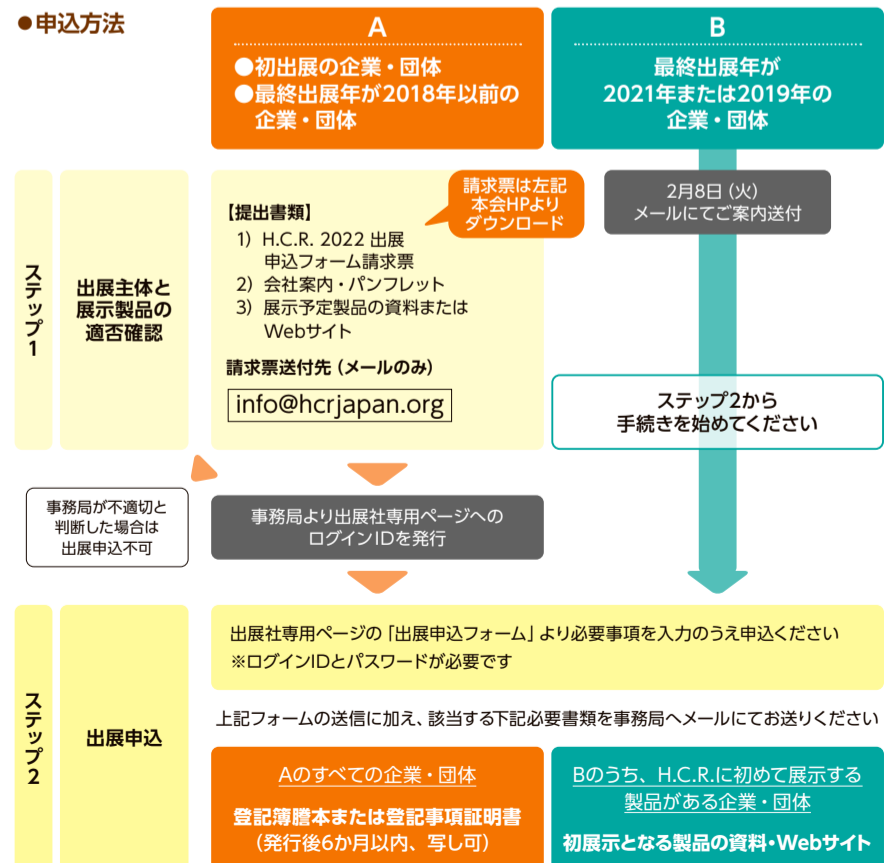 ●申込方法
A
●初出展の企業・団体
●最終出展年が2018年以前の
企業・団体
B
最終出展年が
2021年または2019年の
企業・団体
ステップ1
出展主体と
展示製品の
適否確認
【提出書類】
1) H.C.R. 2022 出展
申込フォーム請求票
2) 会社案内・パンフレット
3) 展示予定製品の資料または
Webサイト
請求票は左記
本会HPより
ダウンロード
請求票送付先（メールのみ）
info@hcrjapan.org
2月8日（火）
メールにてご案内送付
ステップ2から
手続きを始めてください
事務局が不適切と
判断した場合は
出展申込不可
事務局より出展社専用ページへの
ログインIDを発行
ステップ2
出展申込
出展社専用ページの「出展申込フォーム」より必要事項を入力のうえ申込ください
※ログインIDとパスワードが必要です
上記フォームの送信に加え、該当する下記必要書類を事務局へメールにてお送りください
Aのすべての企業・団体
登記簿謄本または登記事項証明書
（発行後6か月以内、写し可）
Bのうち、H.C.R.に初めて展示する
製品がある企業・団体
初展示となる製品の資料・Webサイト